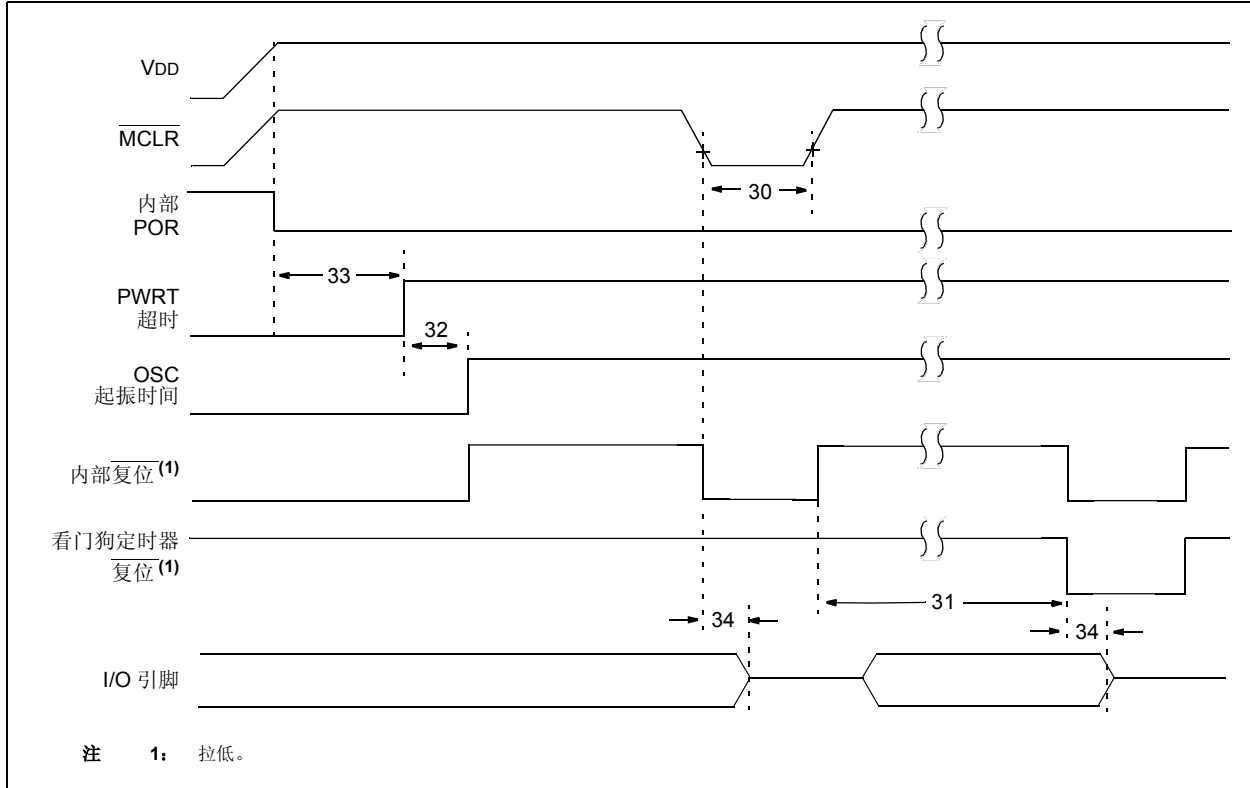 VDD
MCLR
30
内部
POR
33
PWRT
超时
32
OSC
起振时间
内部复位(1)
看门狗定时器
复位(1)
31
34
34
I/O 引脚
注 1: 拉低。